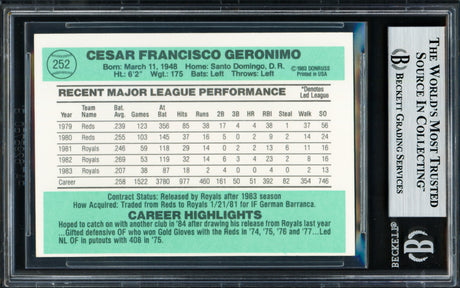 252
CESAR FRANCISCO GERONIMO
Born: March 11, 1948 Home: Santo Domingo, D. R.
Ht.: 6'2" Wgt.: 175 Bats: Left Throws: Left
© 1983 DONRUSS
Printed in USA
RECENT MAJOR LEAGUE PERFORMANCE
*Denotes Led League
Year Team Name Bat. Avg. Games At Bat Hits Runs 2B 3B HR RBI Steal Walk SO
1979 Reds 239 123 356 85 38 17 4 4 38 1 37 56
1980 Reds 255 103 145 37 16 5 0 2 9 2 14 24
1981 Royals 246 59 118 29 14 0 2 2 13 6 11 16
1982 Royals 269 53 119 32 14 6 3 4 23 2 8 16
1983 Royals 207 38 87 18 2 4 0 0 4 0 2 13
Career 258 1522 3780 977 460 161 50 51 392 82 354 746
Contract Status: Released by Royals after 1983 season
How Acquired: Traded from Reds to Royals 1/21/81 for IF German Barranca.
CAREER HIGHLIGHTS
Hoped to catch on with another club in '84 after drawing his release from Royals last year
...Gifted defensive OF who won Gold Gloves with the Reds in '74, '75, '76 and '77...Led
NL OF in putouts with 408 in '75.
THE WORLD'S MOST TRUSTED
SOURCE IN COLLECTING™
BECKETT GRADING SERVICES
BECKETT